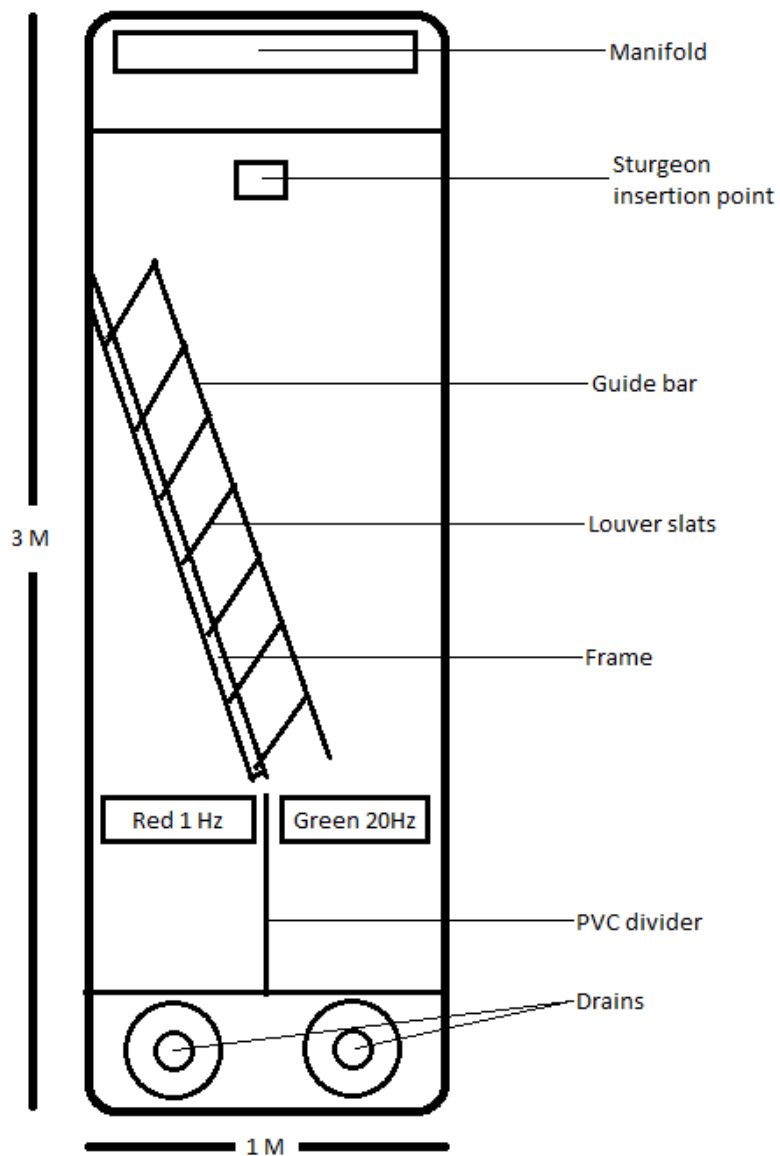 Manifold
Sturgeon
insertion point
Guide bar
Louver slats
3 M
Frame
Red 1 Hz
Green 20Hz
PVC divider
Drains
1 M